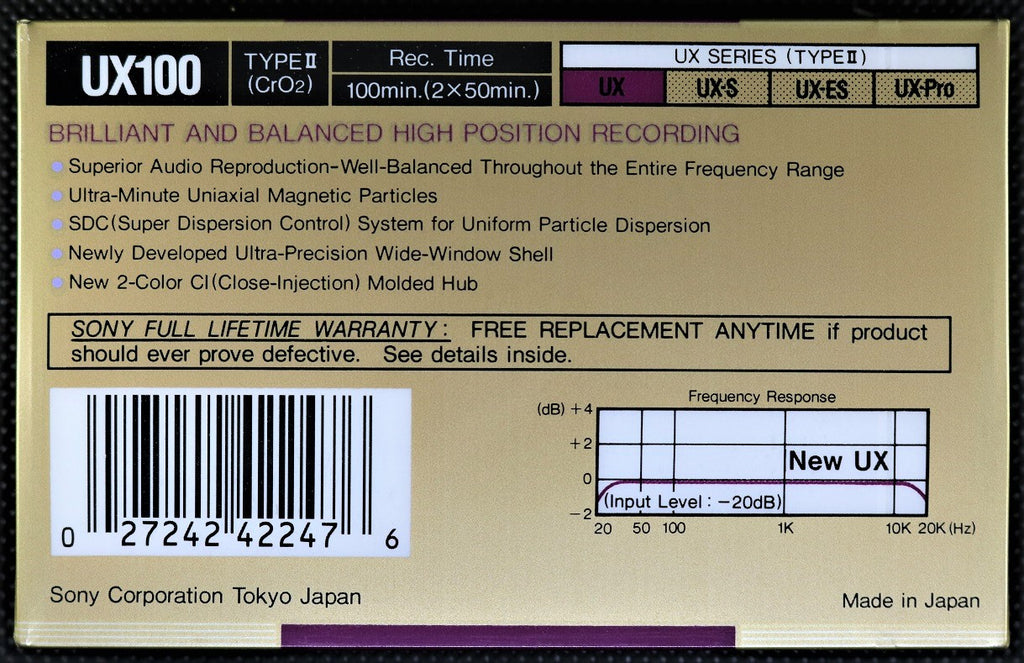 UX100
TYPE II
(CrO2)
Rec. Time
100min.(2×50min.)
UX SERIES (TYPE II)
UX UX-S UX-ES UX-Pro
BRILLIANT AND BALANCED HIGH POSITION RECORDING
Superior Audio Reproduction-Well-Balanced Throughout the Entire Frequency Range
Ultra-Minute Uniaxial Magnetic Particles
SDC(Super Dispersion Control) System for Uniform Particle Dispersion
Newly Developed Ultra-Precision Wide-Window Shell
New 2-Color CI(Close-Injection) Molded Hub
SONY FULL LIFETIME WARRANTY: FREE REPLACEMENT ANYTIME if product
should ever prove defective. See details inside.
0 27242 42247 6
Frequency Response
(dB) +4
+2
New UX
0
(Input Level: -20dB)
-2
20 50 100 1K 10K 20K (Hz)
Sony Corporation Tokyo Japan
Made in Japan